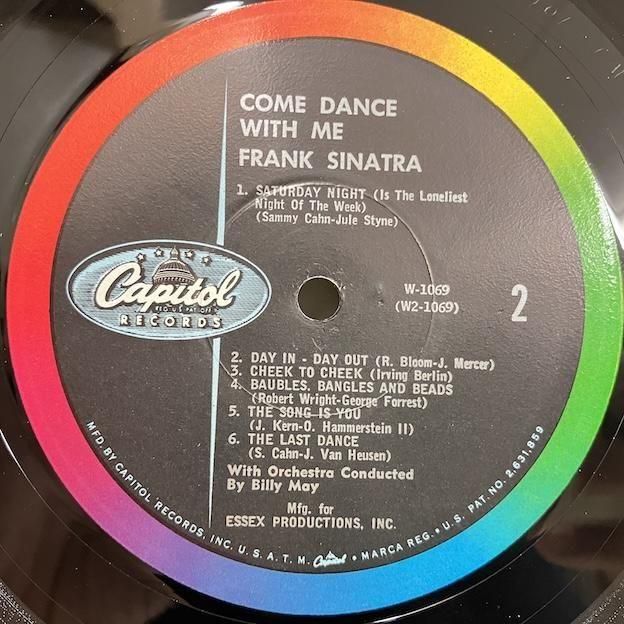 COME DANCE
WITH ME
FRANK SINATRA
1. SATURDAY NIGHT (Is The Loneliest
Night Of The Week)
(Sammy Cahn-Jule Styne)
Capitol
REG. U.S. PAT. OFF.
RECORDS
W-1069
(W2-1069)
2
2. DAY IN - DAY OUT (R. Bloom-J. Mercer)
3. CHEEK TO CHEEK (Irving Berlin)
4. BAUBLES, BANGLES AND BEADS
(Robert Wright-George Forrest)
5. THE SONG IS YOU
(J. Kern-O. Hammerstein II)
6. THE LAST DANCE
(S. Cahn-J. Van Heusen)
With Orchestra Conducted
By Billy May
Mfg. for
ESSEX PRODUCTIONS, INC.
MFD. BY CAPITOL RECORDS, INC. U. S. A. T. M. Capitol • MARCA REG. • U. S. PAT. NO. 2,631,859